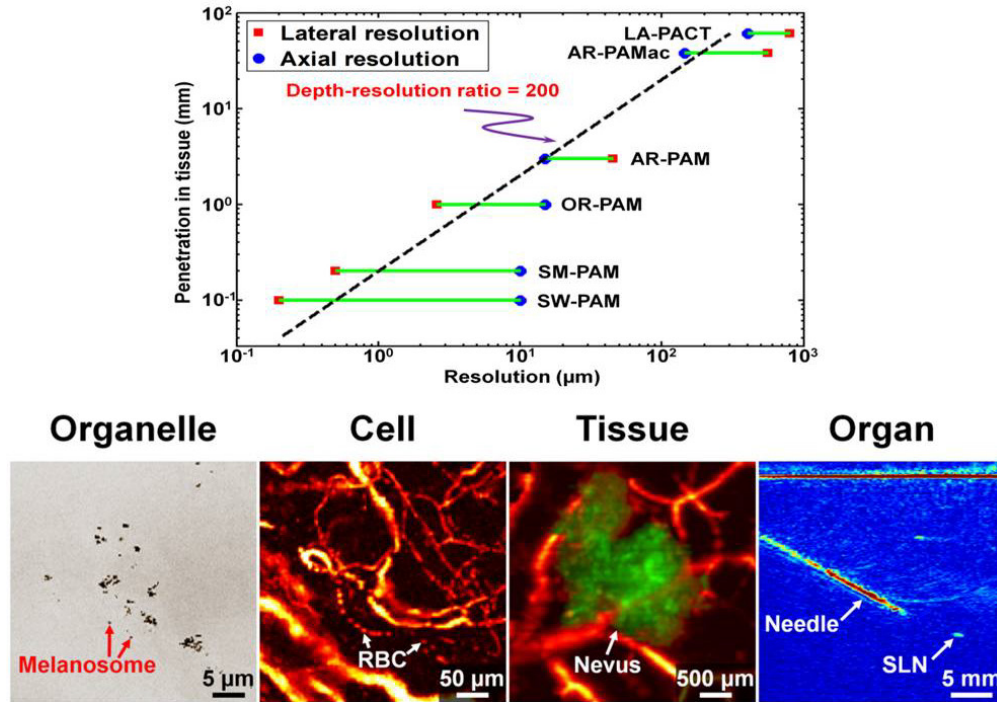 10²
10¹
10⁰
10⁻¹
Penetration in tissue (mm)
Lateral resolution
Axial resolution
Depth-resolution ratio = 200
LA-PACT
AR-PAMac
AR-PAM
OR-PAM
SM-PAM
SW-PAM
10⁻¹ 10⁰ 10¹ 10² 10³
Resolution (µm)
Organelle Cell Tissue Organ
Melanosome
5 µm
RBC
50 µm
Nevus
500 µm
Needle
SLN
5 mm